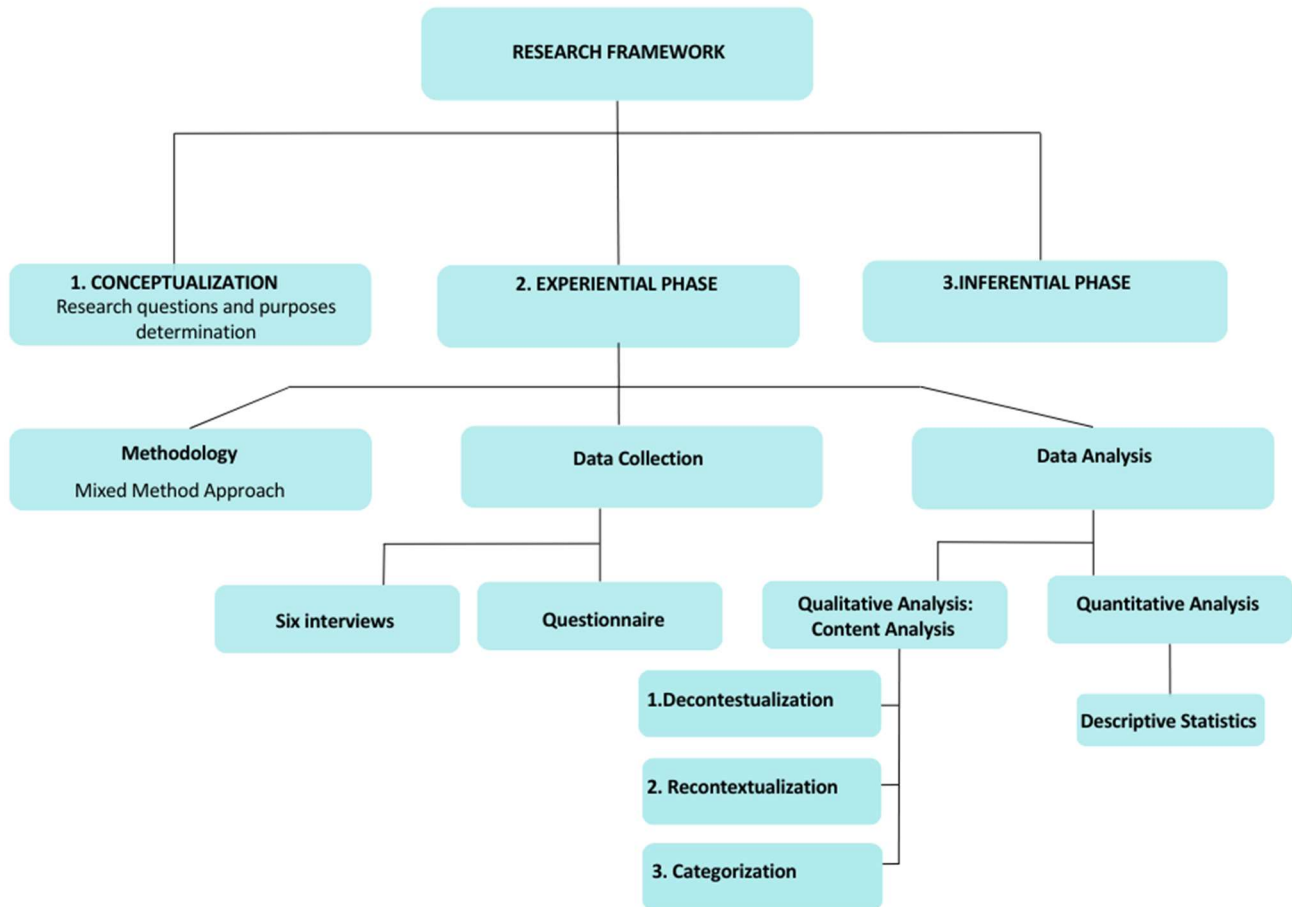 RESEARCH FRAMEWORK
1. CONCEPTUALIZATION
Research questions and purposes
determination
2. EXPERIENTIAL PHASE
3.INFERENTIAL PHASE
Methodology
Mixed Method Approach
Data Collection
Data Analysis
Six interviews
Questionnaire
Qualitative Analysis:
Content Analysis
Quantitative Analysis
1.Decontestualization
2. Recontextualization
3. Categorization
Descriptive Statistics